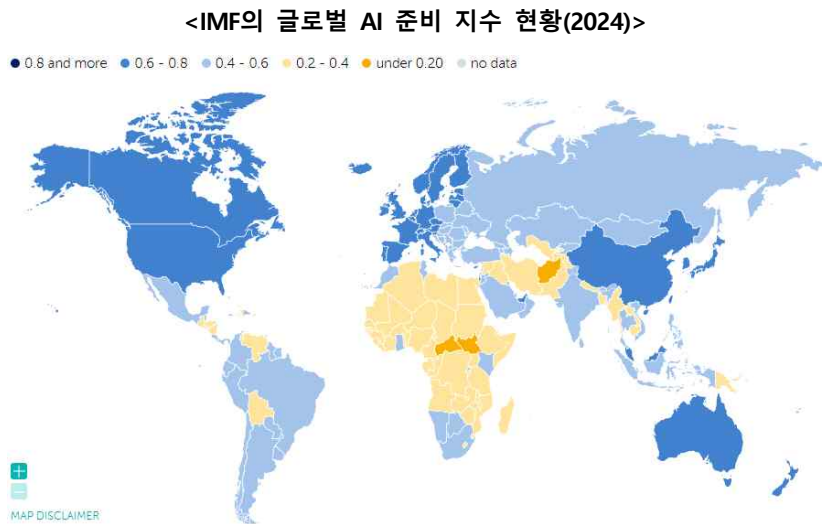 <IMF의 글로벌 AI 준비 지수 현황(2024)>
0.8 and more 0.6 - 0.8 0.4 - 0.6 0.2 - 0.4 under 0.20 no data
MAP DISCLAIMER